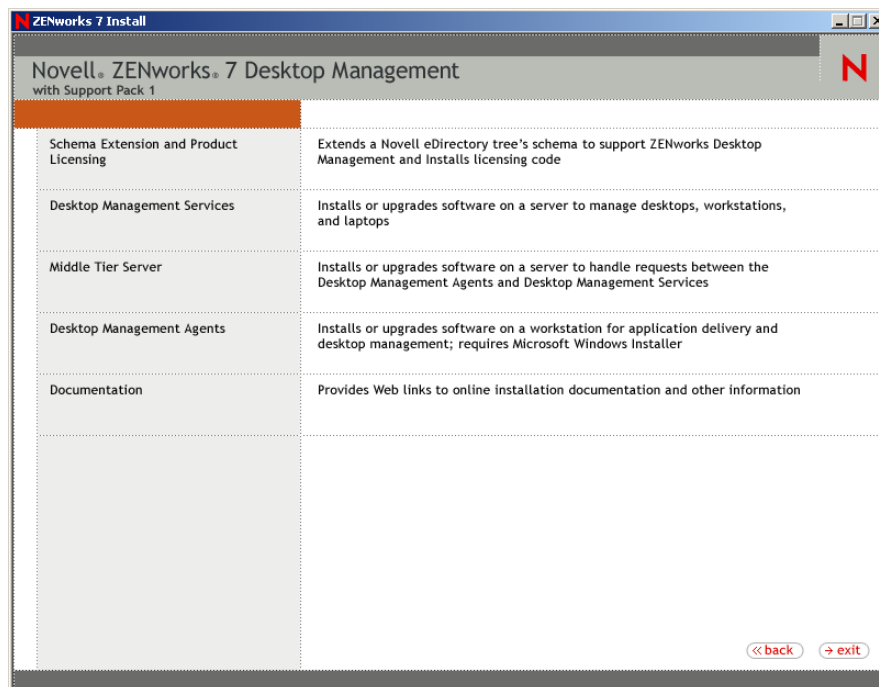 N ZENworks 7 Install
Novell® ZENworks® 7 Desktop Management
with Support Pack 1
N
Schema Extension and Product
Licensing
Extends a Novell eDirectory tree's schema to support ZENworks Desktop
Management and Installs licensing code
Desktop Management Services
Installs or upgrades software on a server to manage desktops, workstations,
and laptops
Middle Tier Server
Installs or upgrades software on a server to handle requests between the
Desktop Management Agents and Desktop Management Services
Desktop Management Agents
Installs or upgrades software on a workstation for application delivery and
desktop management; requires Microsoft Windows Installer
Documentation
Provides Web links to online installation documentation and other information
« back
→ exit